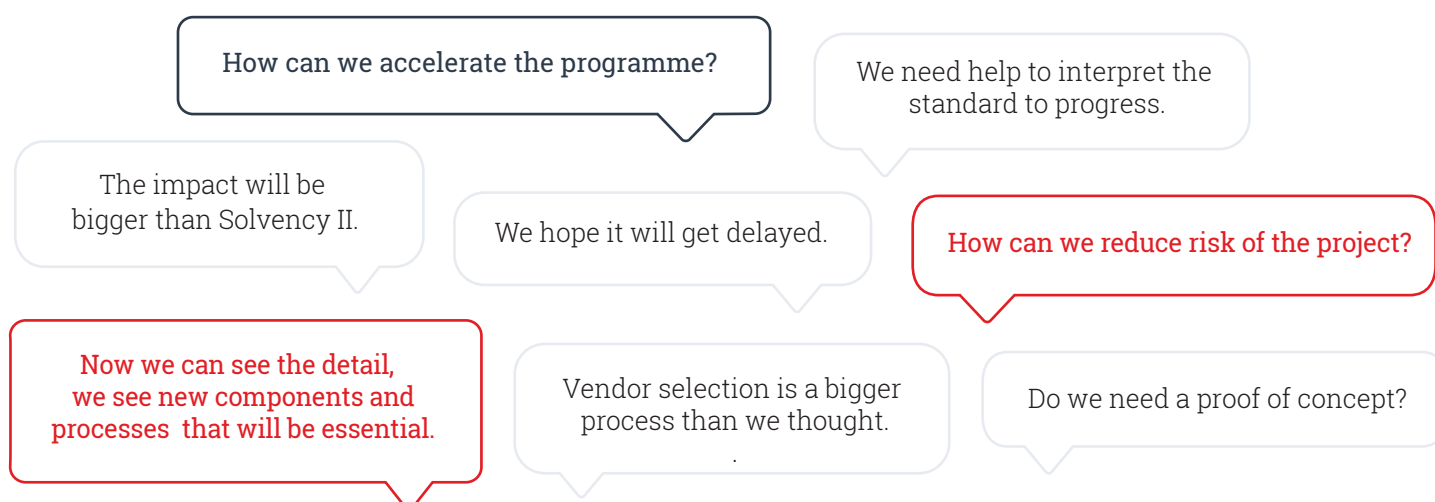 How can we accelerate the programme?
We need help to interpret the
standard to progress.
The impact will be
bigger than Solvency II.
We hope it will get delayed.
How can we reduce risk of the project?
Now we can see the detail,
we see new components and
processes  that will be essential.
Vendor selection is a bigger
process than we thought.
.
Do we need a proof of concept?